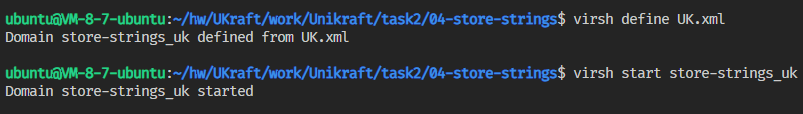 ubuntu@VM-8-7-ubuntu:~/hw/UKraft/work/Unikraft/task2/04-store-strings$ virsh define UK.xml
Domain store-strings_uk defined from UK.xml
ubuntu@VM-8-7-ubuntu:~/hw/UKraft/work/Unikraft/task2/04-store-strings$ virsh start store-strings_uk
Domain store-strings_uk started